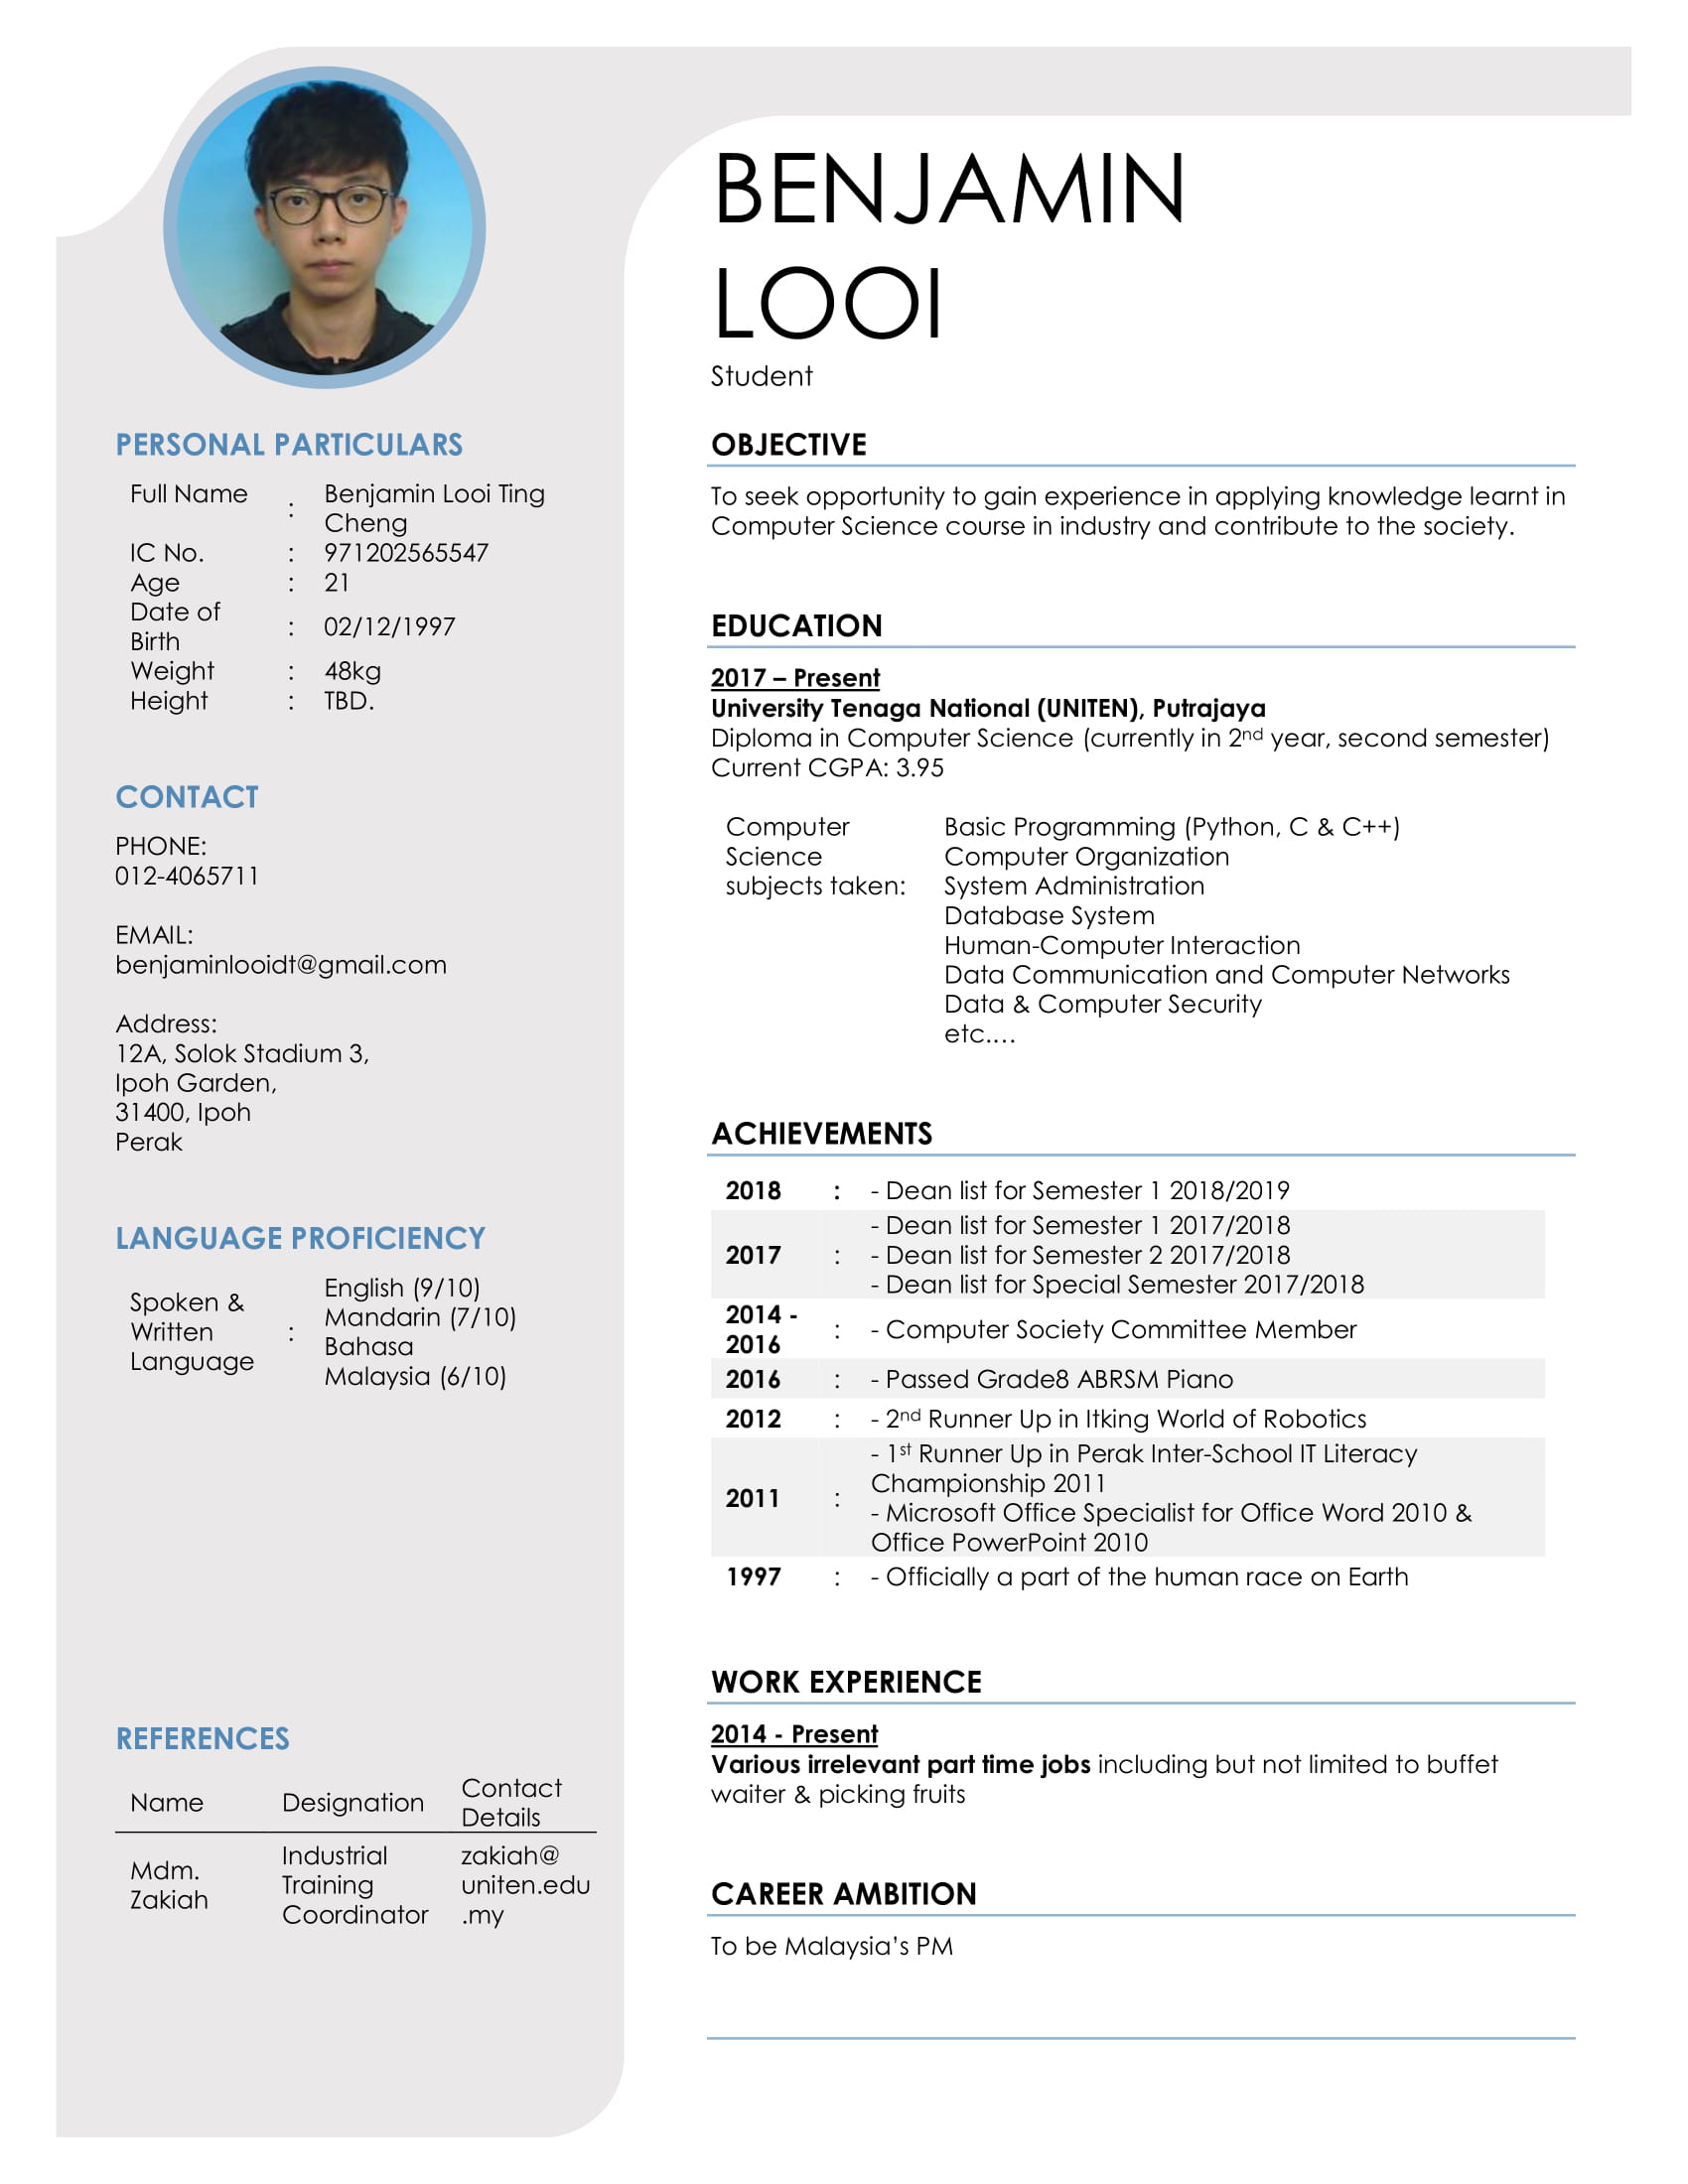 BENJAMIN
LOOI
Student
PERSONAL PARTICULARS
Full Name : Benjamin Looi Ting
Cheng
IC No. : 971202565547
Age : 21
Date of
Birth : 02/12/1997
Weight : 48kg
Height : TBD.
CONTACT
PHONE:
012-4065711
EMAIL:
benjaminlooidt@gmail.com
Address:
12A, Solok Stadium 3,
Ipoh Garden,
31400, Ipoh
Perak
LANGUAGE PROFICIENCY
Spoken &
Written
Language
:
English (9/10)
Mandarin (7/10)
Bahasa
Malaysia (6/10)
REFERENCES
Name Designation Contact
Details
Mdm.
Zakiah
Industrial
Training
Coordinator
zakiah@
uniten.edu
.my
OBJECTIVE
To seek opportunity to gain experience in applying knowledge learnt in
Computer Science course in industry and contribute to the society.
EDUCATION
2017 – Present
University Tenaga National (UNITEN), Putrajaya
Diploma in Computer Science (currently in 2nd year, second semester)
Current CGPA: 3.95
Computer
Science
subjects taken:
Basic Programming (Python, C & C++)
Computer Organization
System Administration
Database System
Human-Computer Interaction
Data Communication and Computer Networks
Data & Computer Security
etc....
ACHIEVEMENTS
2018 : - Dean list for Semester 1 2018/2019
2017 :
- Dean list for Semester 1 2017/2018
- Dean list for Semester 2 2017/2018
- Dean list for Special Semester 2017/2018
2014 -
2016
: - Computer Society Committee Member
2016 : - Passed Grade8 ABRSM Piano
2012 : - 2nd Runner Up in Itking World of Robotics
2011 :
- 1st Runner Up in Perak Inter-School IT Literacy
Championship 2011
- Microsoft Office Specialist for Office Word 2010 &
Office PowerPoint 2010
1997 : - Officially a part of the human race on Earth
WORK EXPERIENCE
2014 - Present
Various irrelevant part time jobs including but not limited to buffet
waiter & picking fruits
CAREER AMBITION
To be Malaysia’s PM